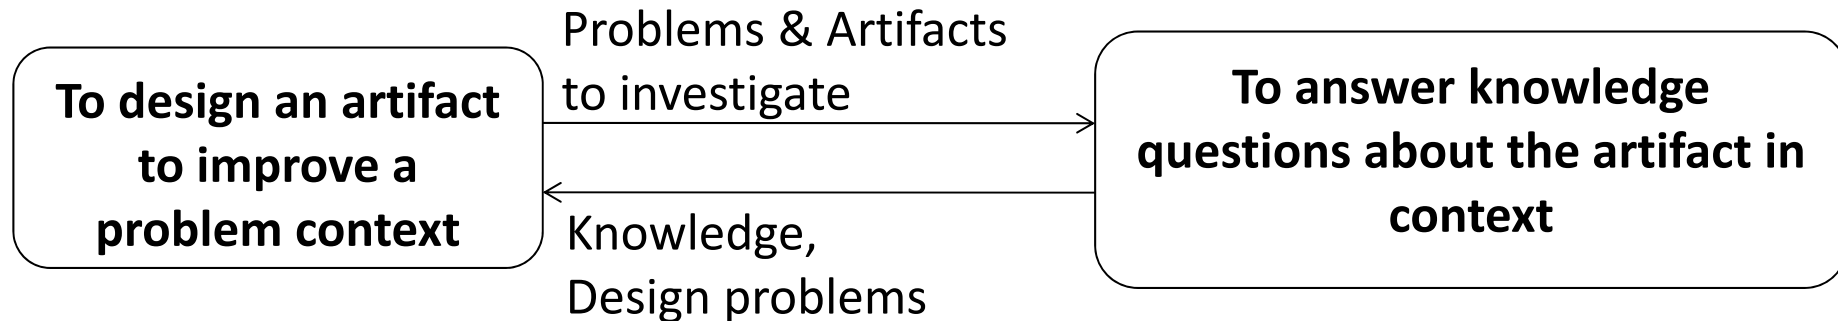 To design an artifact
to improve a
problem context
Problems & Artifacts
to investigate
Knowledge,
Design problems
To answer knowledge
questions about the artifact in
context